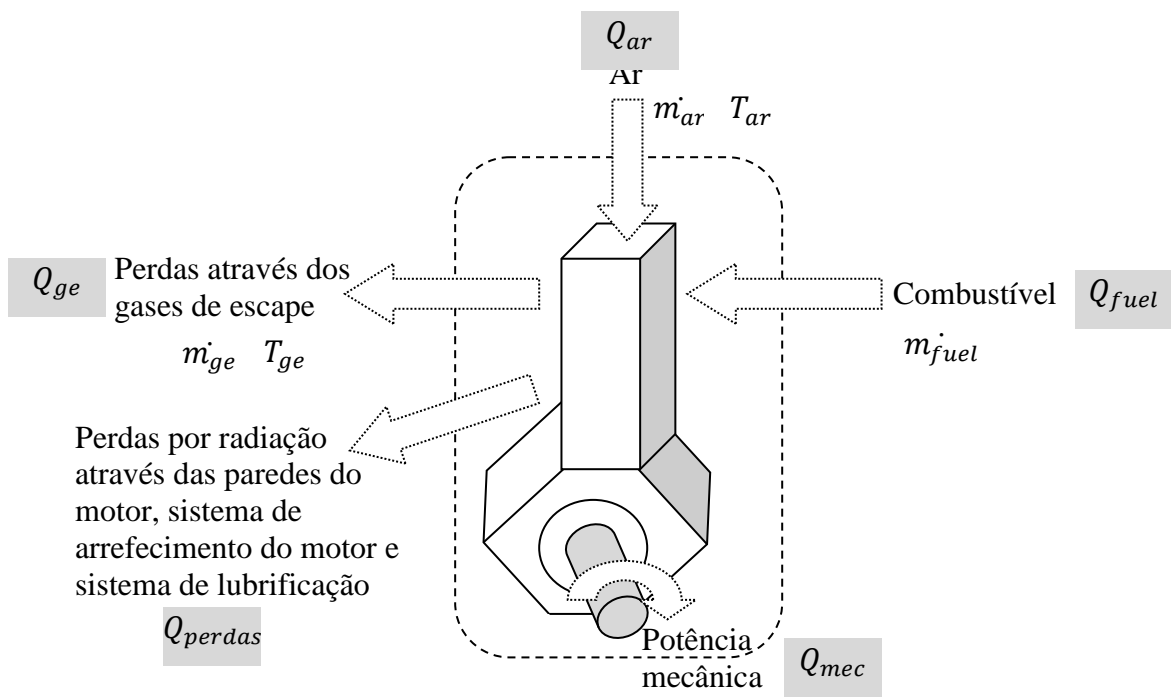 Q_ar
Ar
ṁ_ar T_ar
Q_ge
Perdas através dos
gases de escape
ṁ_ge T_ge
Combustível
Q_fuel
ṁ_fuel
Perdas por radiação
através das paredes do
motor, sistema de
arrefecimento do motor e
sistema de lubrificação
Q_perdas
Potência
mecânica
Q_mec